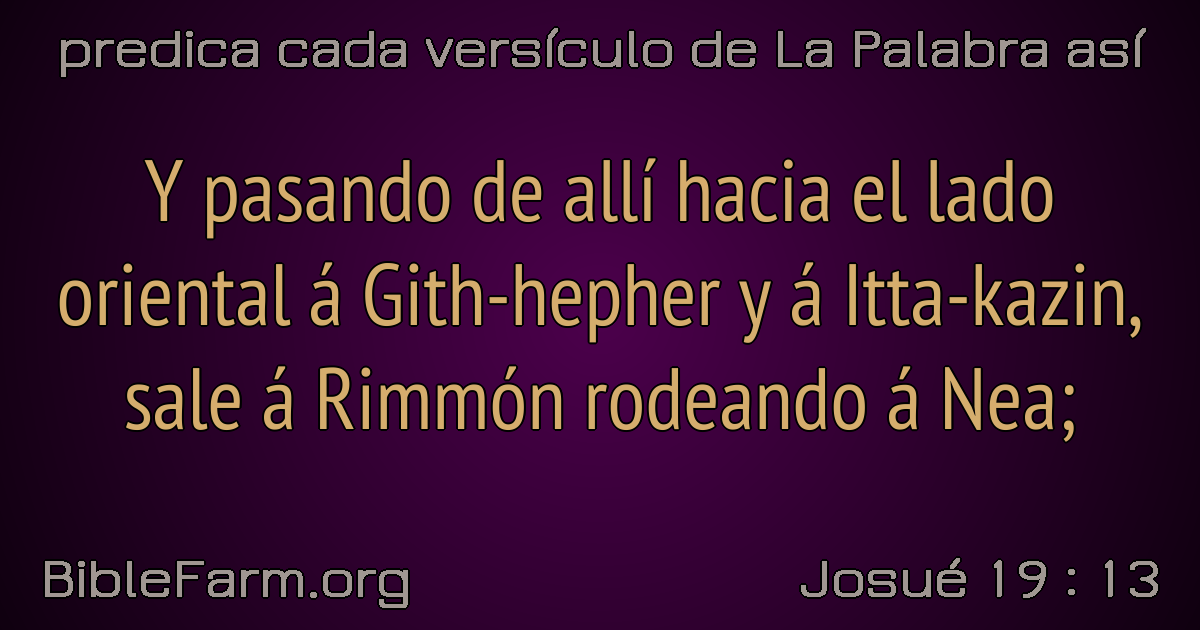 predica cada versículo de La Palabra así
Y pasando de allí hacia el lado
oriental á Gith-hepher y á Itta-kazin,
sale á Rimmón rodeando á Nea;
BibleFarm.org
Josué 19 : 13